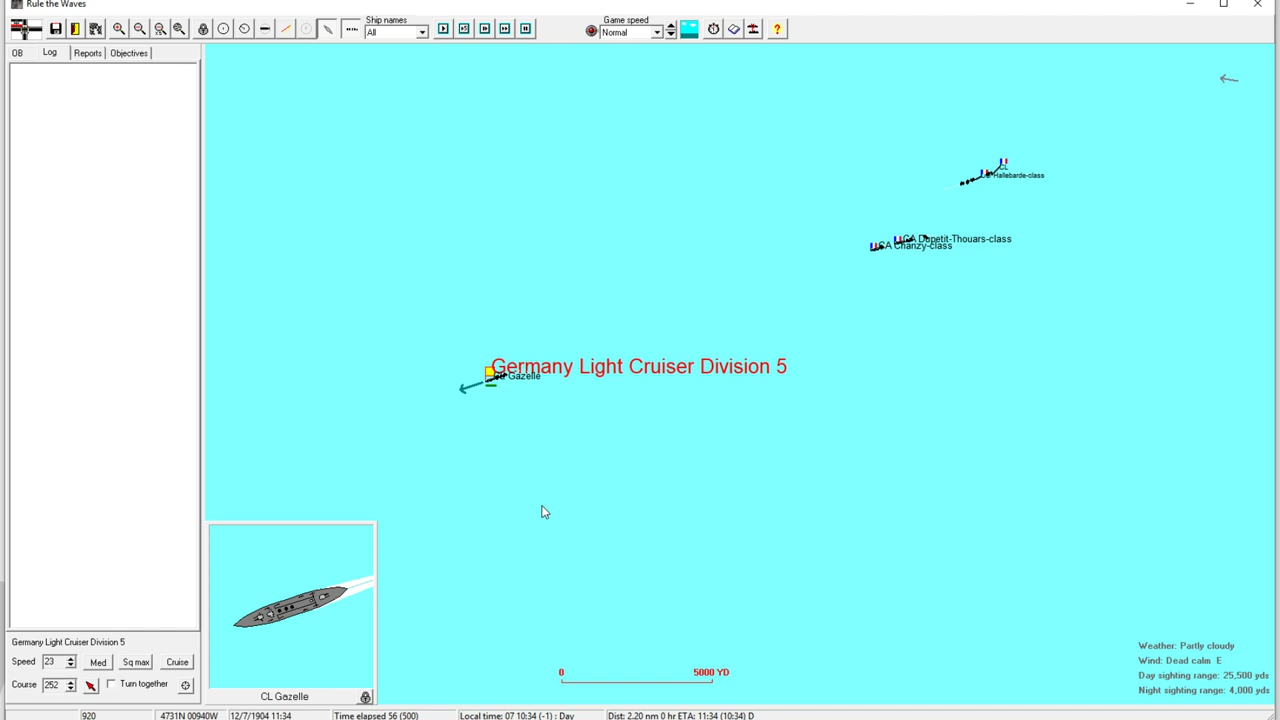 Rule the Waves
Ship names
All
Game speed
Normal
OB Log Reports Objectives
CL
Hallebarde-class
CA Dupetit-Thouars-class
CA Chanzy-class
Germany Light Cruiser Division 5
Gazelle
Germany Light Cruiser Division 5
Speed 23 Med Sq max Cruise
Course 252 Turn together
CL Gazelle
0 5000 YD
Weather: Partly cloudy
Wind: Dead calm E
Day sighting range: 25,500 yds
Night sighting range: 4,000 yds
920 4731N 00940W 12/7/1904 11:34 Time elapsed 56 (500) Local time: 07 10:34 (-1) : Day Dist: 2.20 nm 0 hr ETA: 11:34 (10:34) D